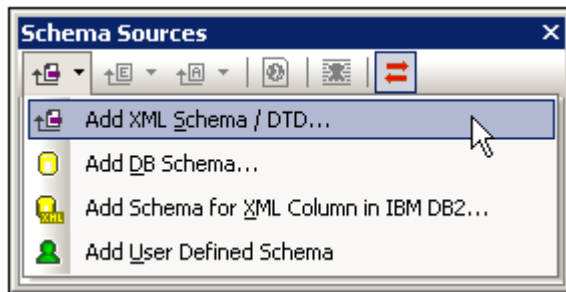 Schema Sources
E
A
Add XML Schema / DTD...
Add DB Schema...
XML
Add Schema for XML Column in IBM DB2...
Add User Defined Schema